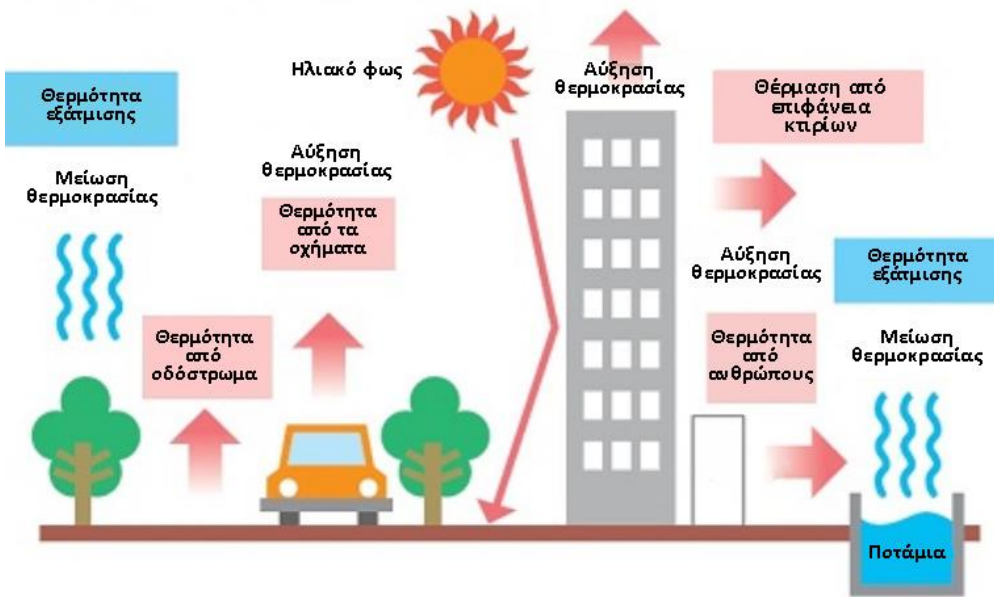 Ηλιακό φως
Αύξηση
θερμοκρασίας
Θερμότητα
εξάτμισης
Θέρμαση από
επιφάνεια
κτιρίων
Μείωση
θερμοκρασίας
Αύξηση
θερμοκρασίας
Θερμότητα
από τα
οχήματα
Αύξηση
θερμοκρασίας
Θερμότητα
εξάτμισης
Θερμότητα
από
οδόστρωμα
Θερμότητα
από
ανθρώπους
Μείωση
θερμοκρασίας
Ποτάμια